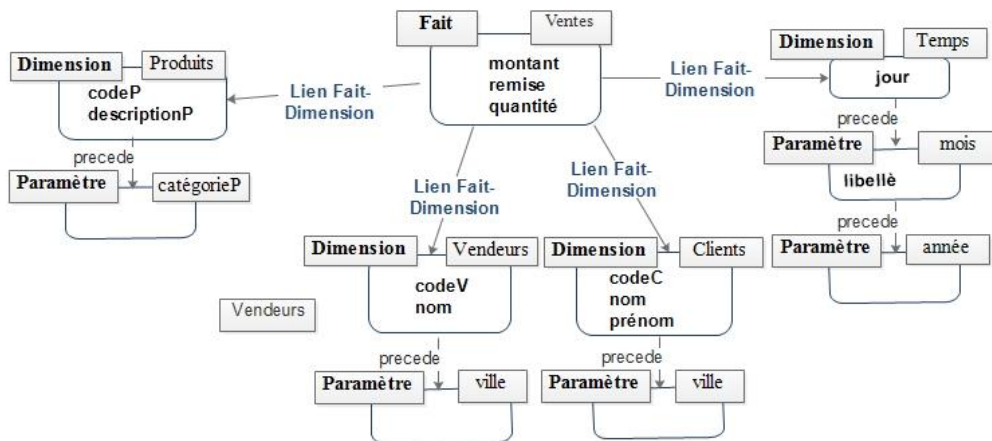 Fait
Ventes
montant
remise
quantité
Dimension
Produits
codeP
descriptionP
Lien Fait-
Dimension
precede
Paramètre
catégorieP
Lien Fait-
Dimension
Dimension
Temps
jour
precede
Paramètre
mois
libellè
precede
Paramètre
année
Lien Fait-
Dimension
Lien Fait-
Dimension
Dimension
Vendeurs
codeV
nom
Vendeurs
precede
Paramètre
ville
Dimension
Clients
codeC
nom
prénom
precede
Paramètre
ville